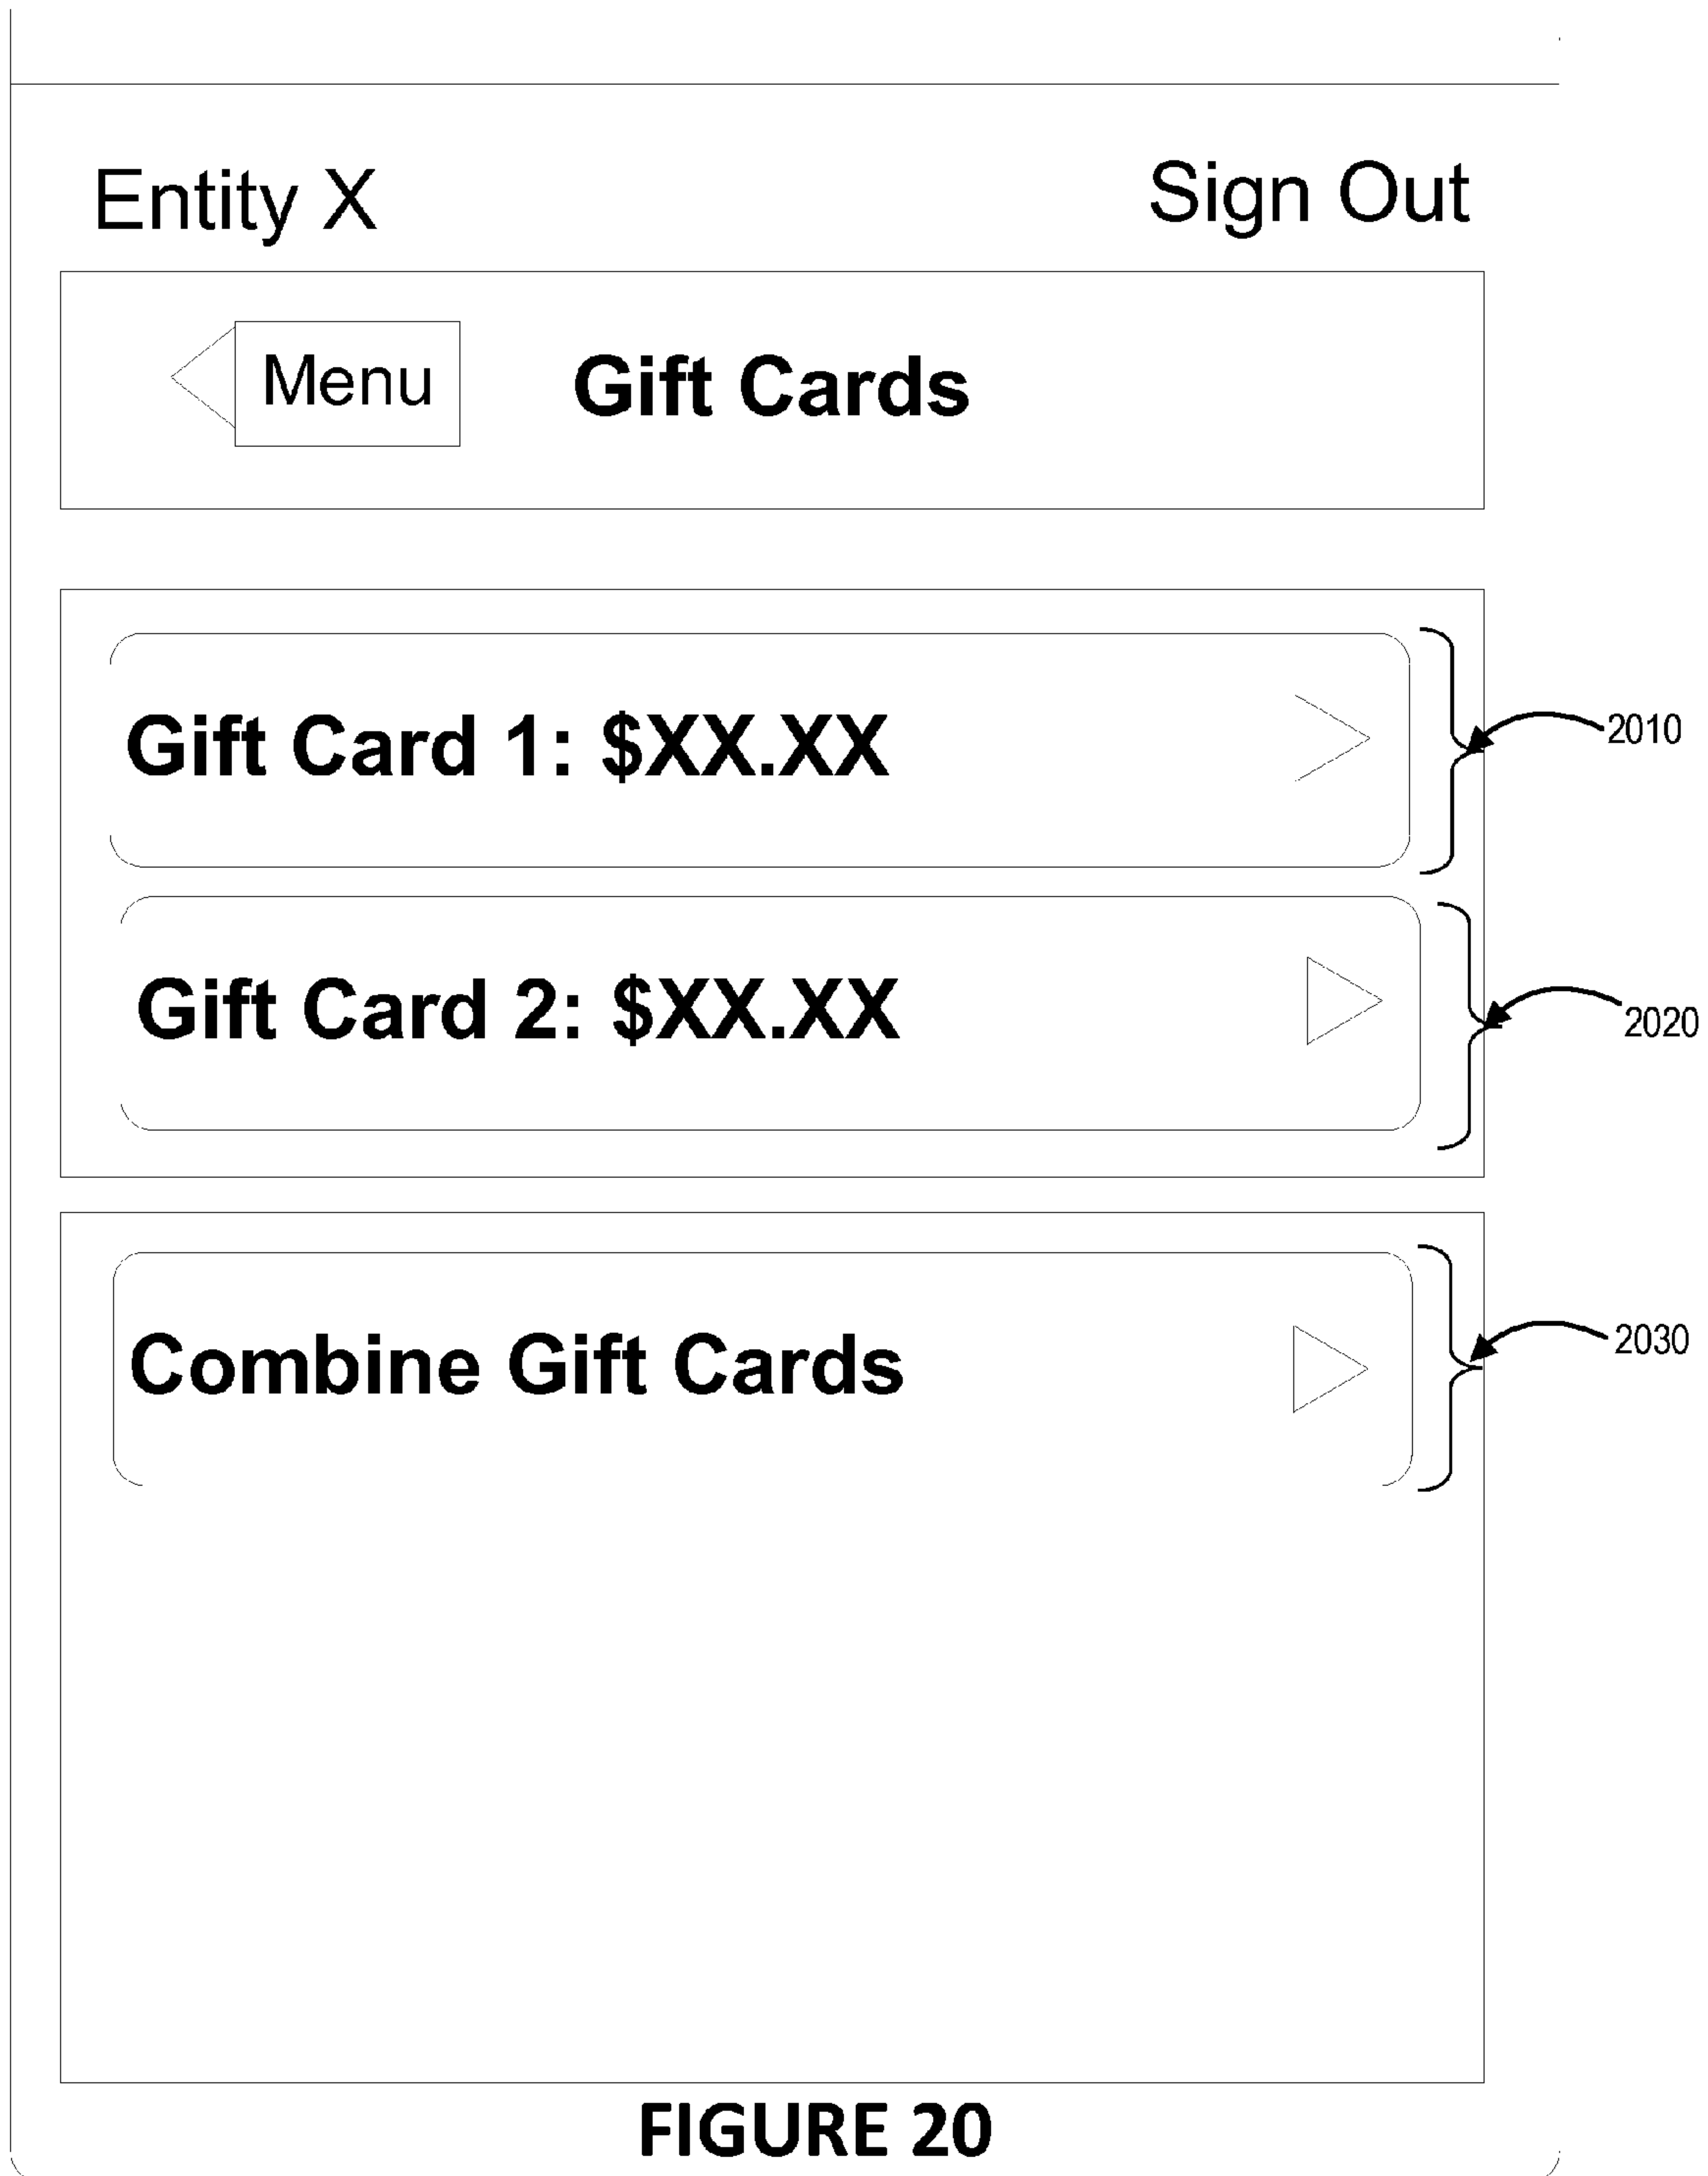 Entity X Sign Out
Menu Gift Cards
Gift Card 1: $XX.XX
2010
Gift Card 2: $XX.XX
2020
Combine Gift Cards
2030
FIGURE 20